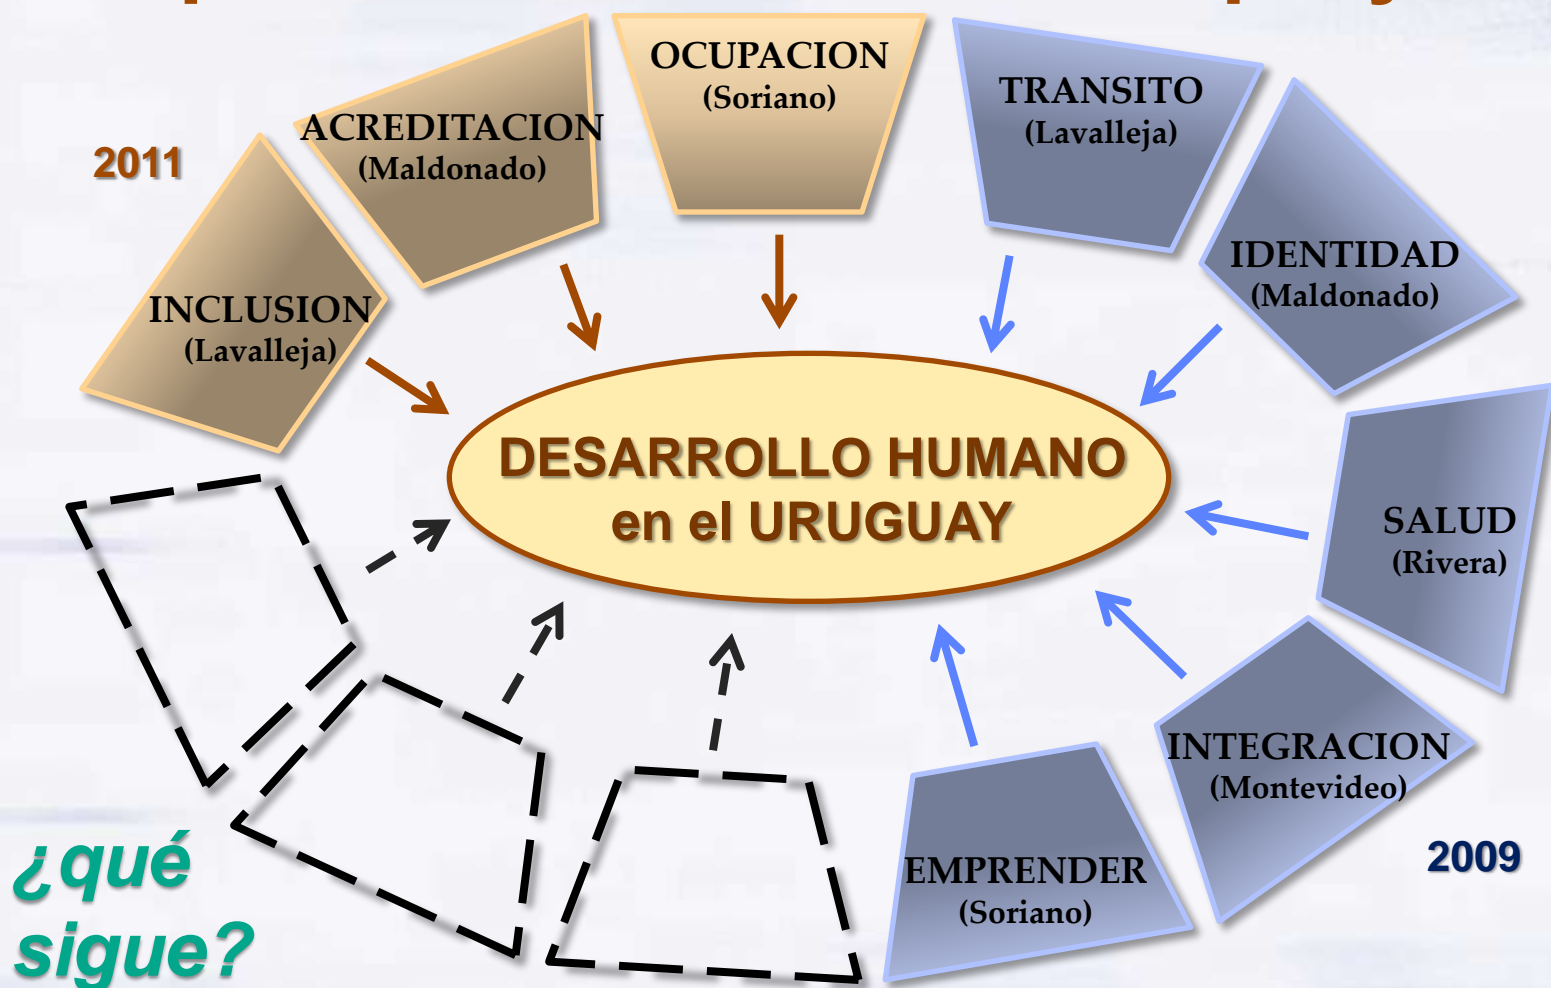 OCUPACION
(Soriano)
TRANSITO
(Lavalleja)
ACREDITACION
(Maldonado)
2011
IDENTIDAD
(Maldonado)
INCLUSION
(Lavalleja)
DESARROLLO HUMANO
en el URUGUAY
SALUD
(Rivera)
INTEGRACION
(Montevideo)
2009
EMPRENDER
(Soriano)
¿qué
sigue?